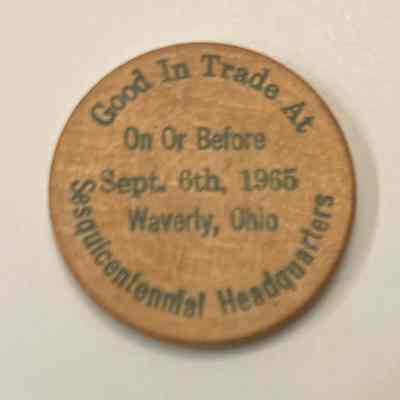 Good In Trade At
On Or Before
Sept. 6th, 1965
Waverly, Ohio
Sesquicentennial Headquarters